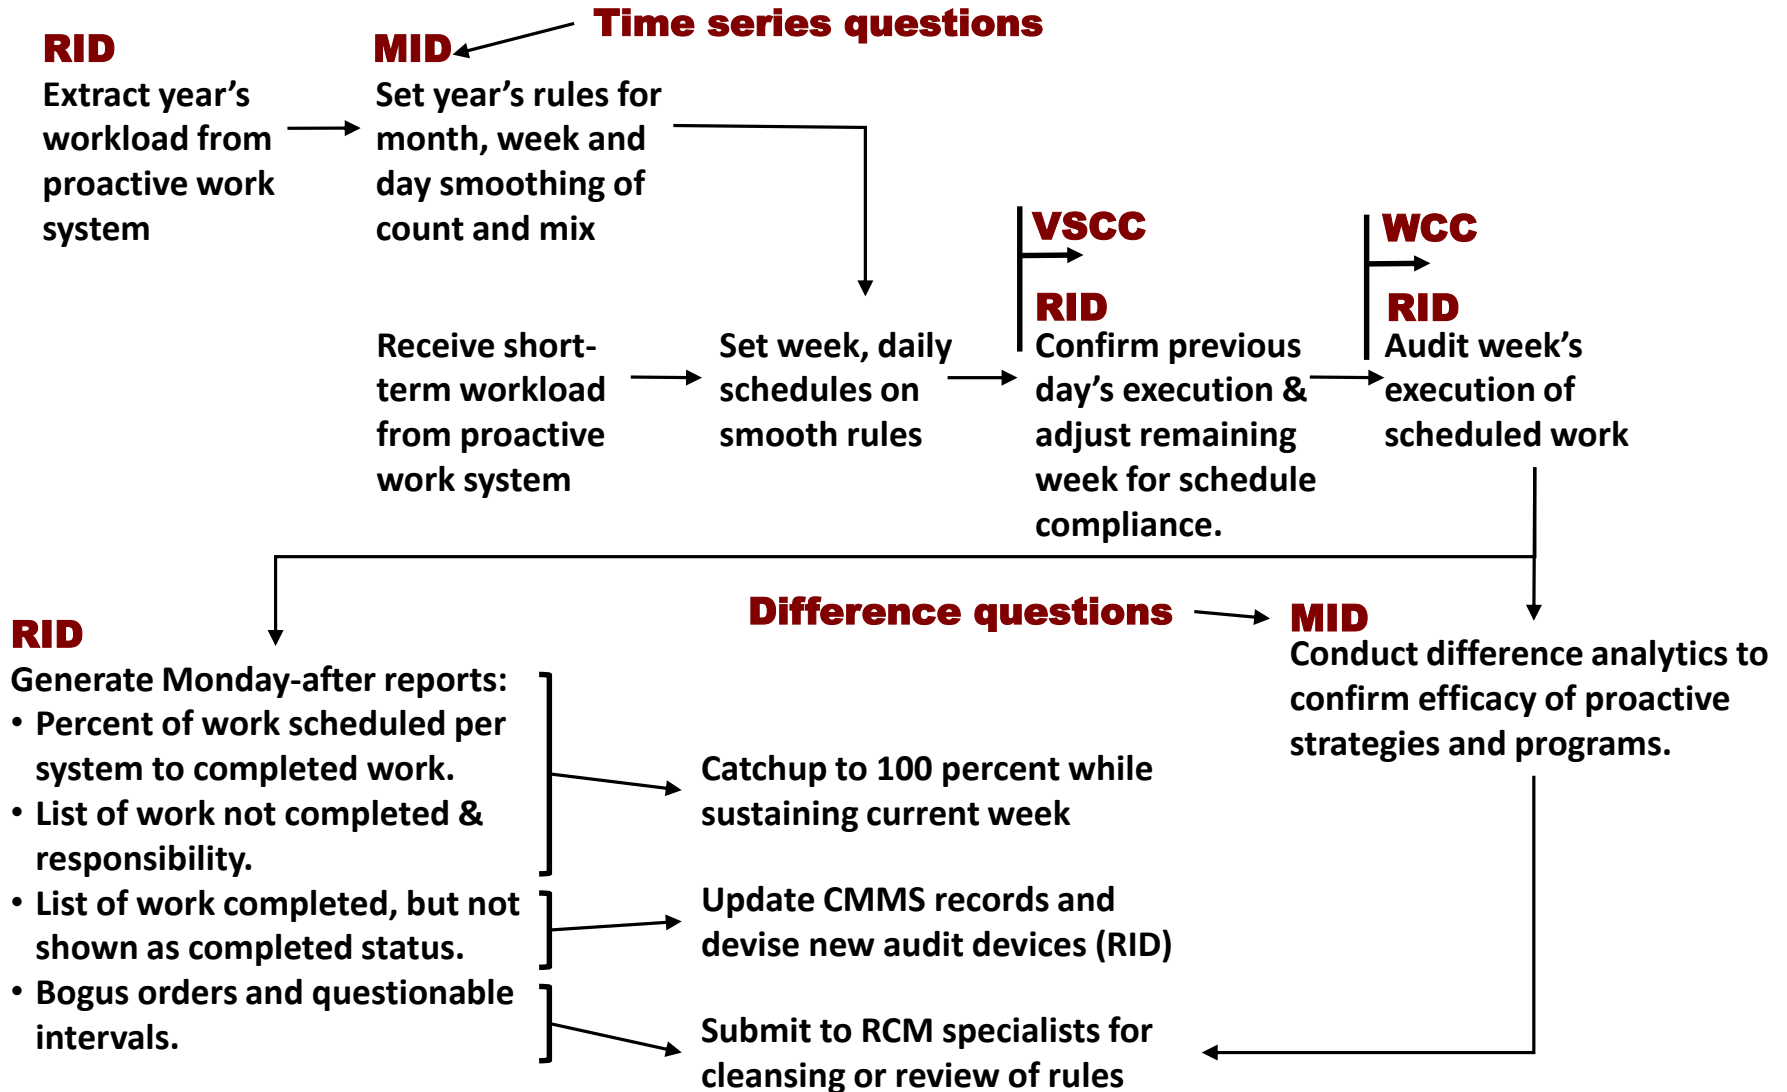 Time series questions
RID
Extract year’s
workload from
proactive work
system
MID
Set year’s rules for
month, week and
day smoothing of
count and mix
Receive short-
term workload
from proactive
work system
Set week, daily
schedules on
smooth rules
VSCC
RID
Confirm previous
day’s execution &
adjust remaining
week for schedule
compliance.
WCC
RID
Audit week’s
execution of
scheduled work
RID
Generate Monday-after reports:
• Percent of work scheduled per
system to completed work.
• List of work not completed &
responsibility.
• List of work completed, but not
shown as completed status.
• Bogus orders and questionable
intervals.
Difference questions
MID
Conduct difference analytics to
confirm efficacy of proactive
strategies and programs.
Catchup to 100 percent while
sustaining current week
Update CMMS records and
devise new audit devices (RID)
Submit to RCM specialists for
cleansing or review of rules